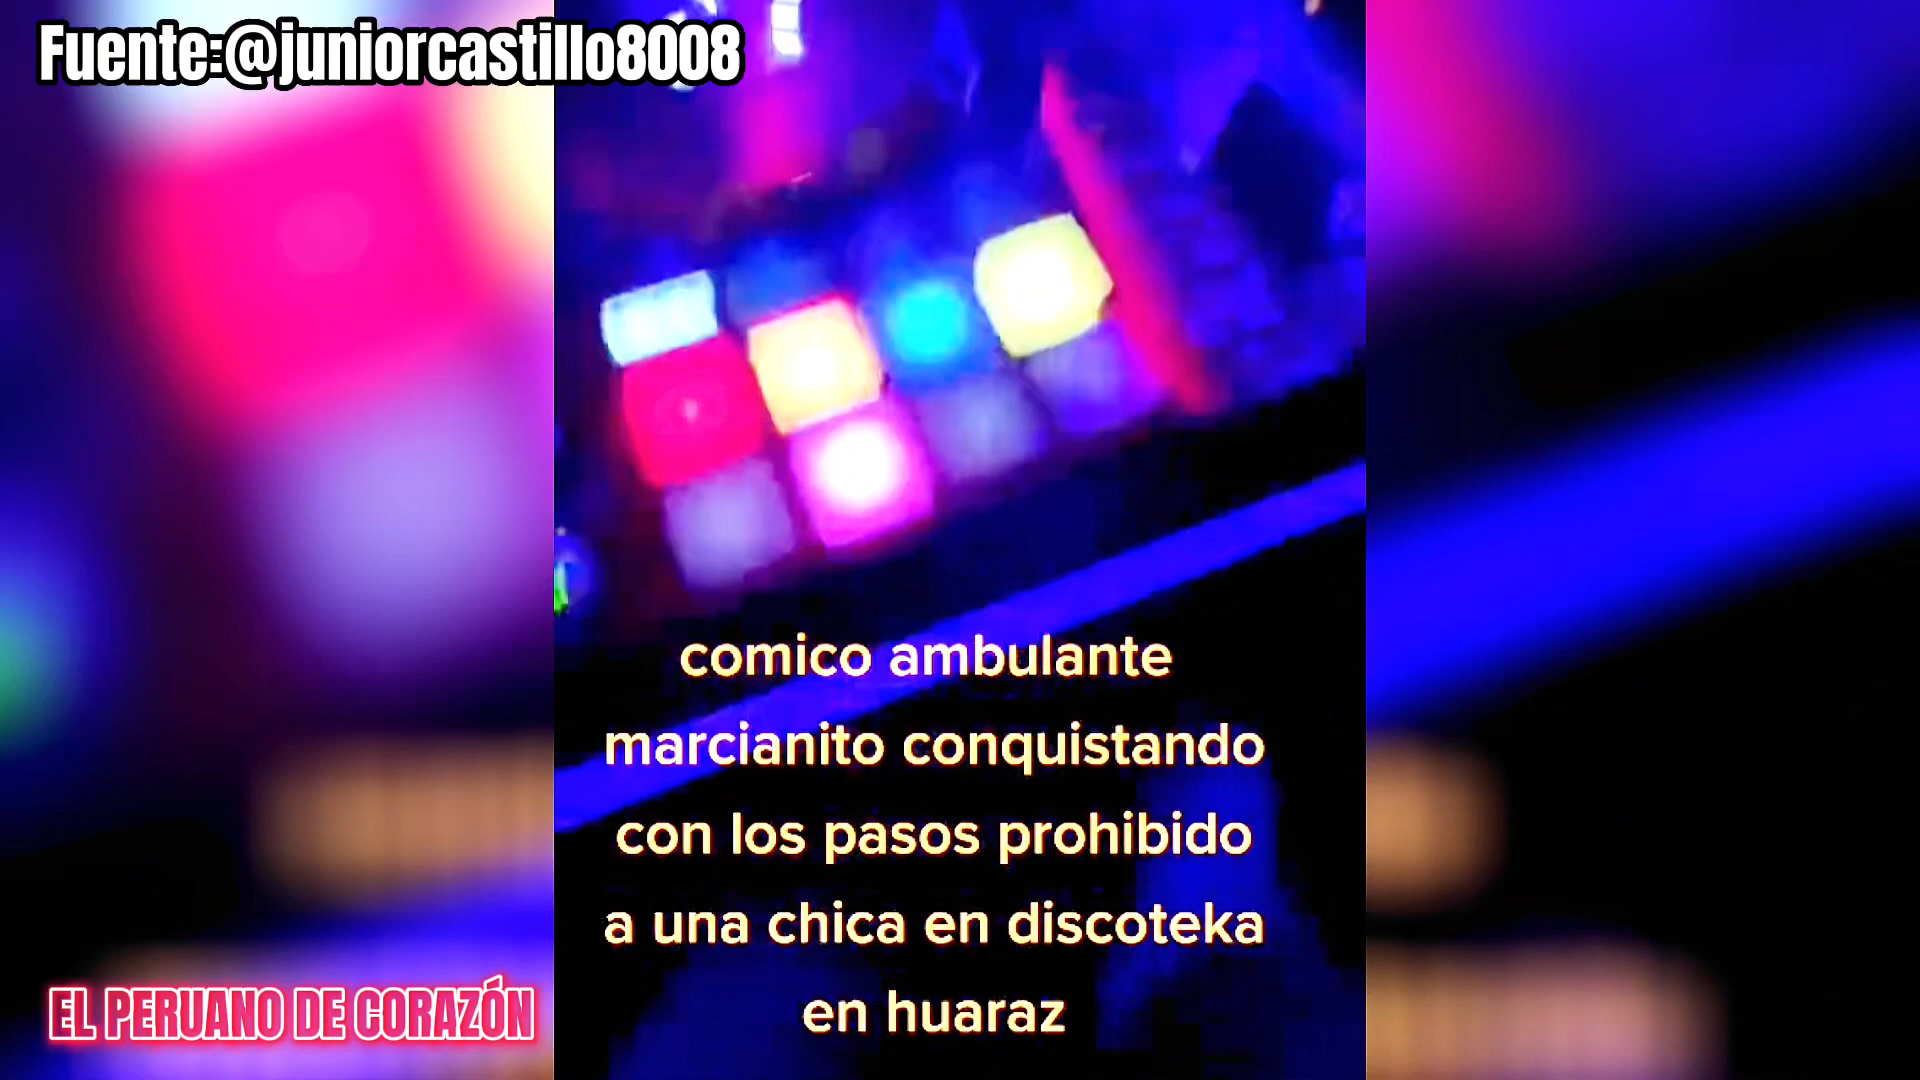 Fuente:@juniorcastillo8008
comico ambulante
marcianito conquistando
con los pasos prohibido
a una chica en discoteka
en huaraz
EL PERUANO DE CORAZÓN